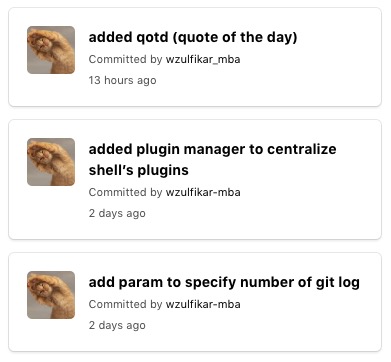 added qotd (quote of the day)
Committed by wzulfikar_mba
13 hours ago
added plugin manager to centralize
shell's plugins
Committed by wzulfikar-mba
2 days ago
add param to specify number of git log
Committed by wzulfikar-mba
2 days ago